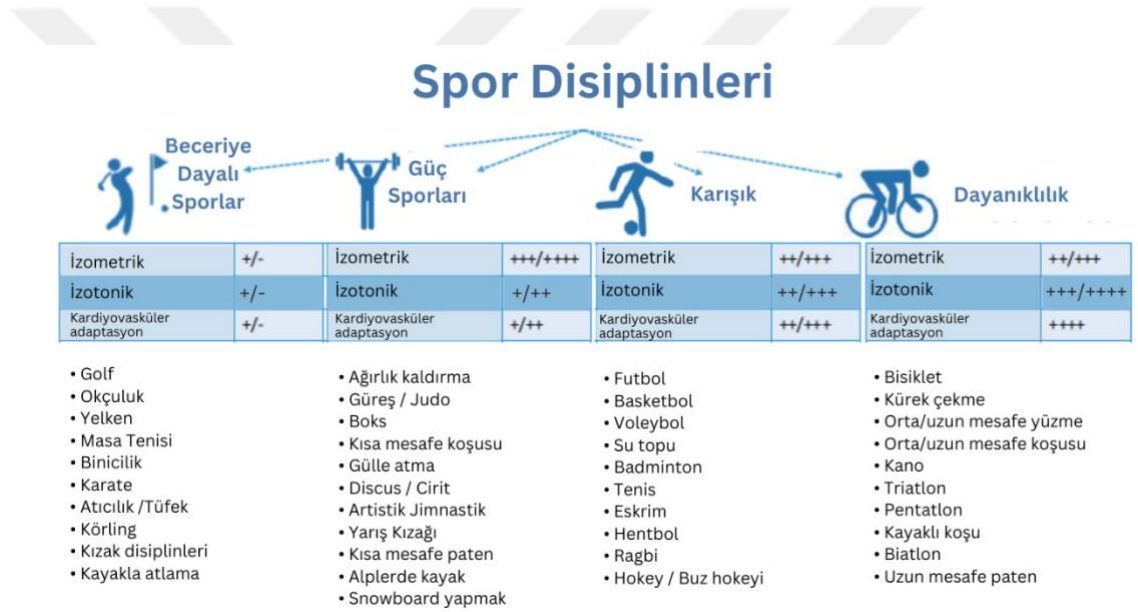 Spor Disiplinleri
Beceriye
Dayalı
Sporlar
Güç
Sporları
Karışık
Dayanıklılık
İzometrik +/-
İzotonik +/-
Kardiyovasküler
adaptasyon +/-
İzometrik +++/++++
İzotonik +/++
Kardiyovasküler
adaptasyon +/++
İzometrik ++/+++
İzotonik ++/+++
Kardiyovasküler
adaptasyon ++/+++
İzometrik ++/+++
İzotonik +++/++++
Kardiyovasküler
adaptasyon ++++
• Golf
• Okçuluk
• Yelken
• Masa Tenisi
• Binicilik
• Karate
• Atıcılık /Tüfek
• Körling
• Kızak disiplinleri
• Kayakla atlama
• Ağırlık kaldırma
• Güreş / Judo
• Boks
• Kısa mesafe koşusu
• Gülle atma
• Discus / Cirit
• Artistik Jimnastik
• Yarış Kızağı
• Kısa mesafe paten
• Alplerde kayak
• Snowboard yapmak
• Futbol
• Basketbol
• Voleybol
• Su topu
• Badminton
• Tenis
• Eskrim
• Hentbol
• Ragbi
• Hokey / Buz hokeyi
• Bisiklet
• Kürek çekme
• Orta/uzun mesafe yüzme
• Orta/uzun mesafe koşusu
• Kano
• Triatlon
• Pentatlon
• Kayaklı koşu
• Biatlon
• Uzun mesafe paten